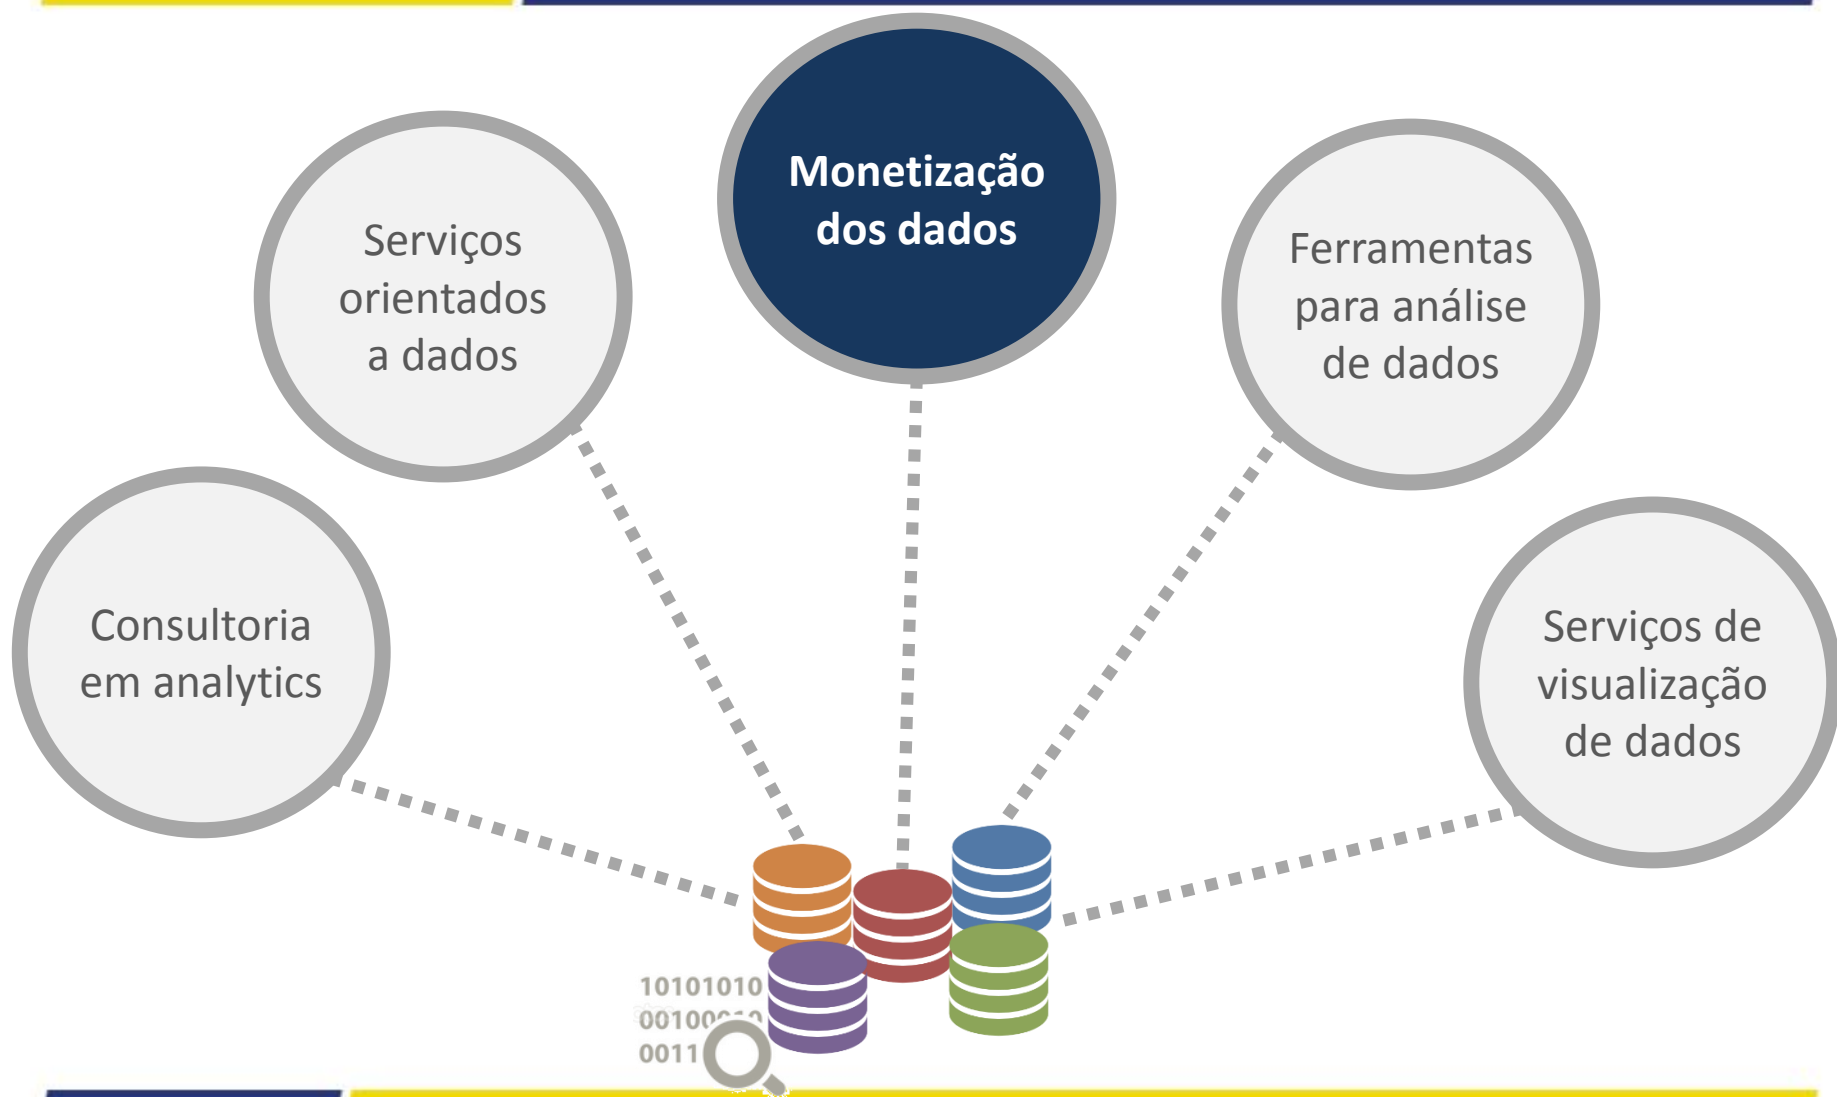 Monetização
dos dados
Serviços
orientados
a dados
Ferramentas
para análise
de dados
Consultoria
em analytics
Serviços de
visualização
de dados
10101010
00100010
0011